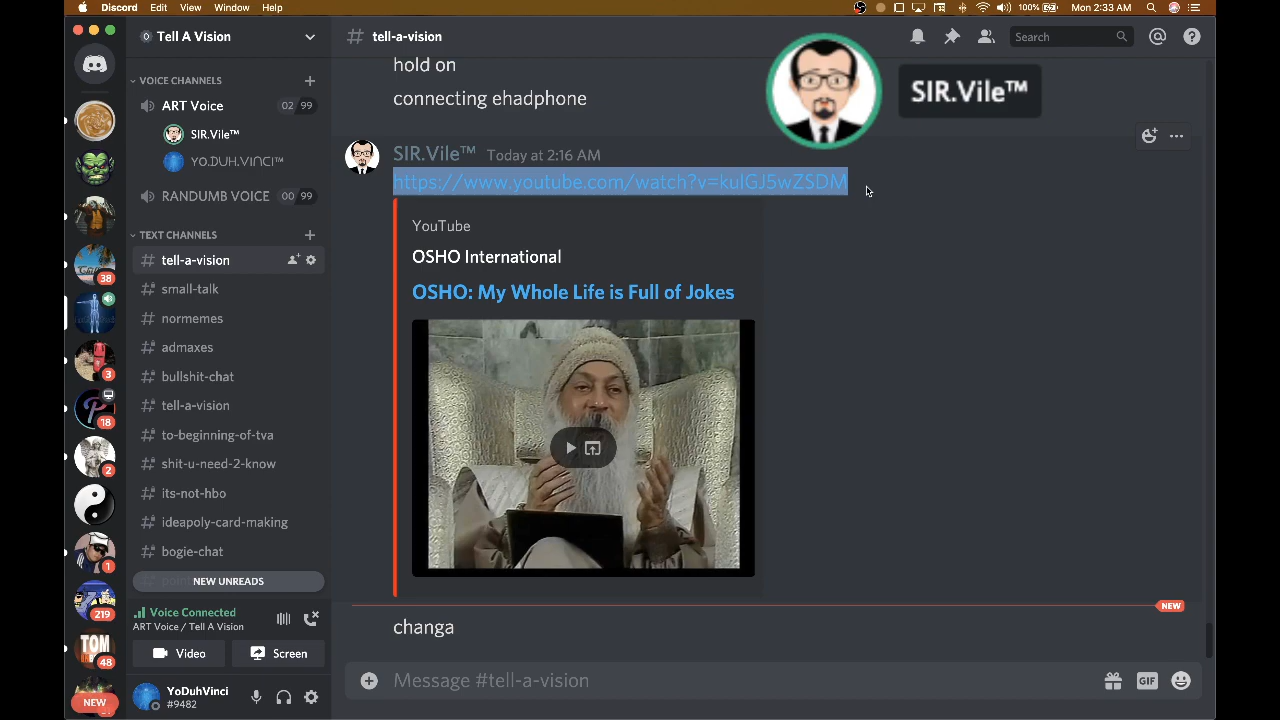 Discord Edit View Window Help
100% Mon 2:33 AM
Tell A Vision
VOICE CHANNELS
ART Voice 02 99
SIR.Vile™
YO.DUH.VINCI™
RANDUMB VOICE 00 99
TEXT CHANNELS
tell-a-vision
small-talk
normemes
admaxes
bullshit-chat
tell-a-vision
to-beginning-of-tva
shit-u-need-2-know
its-not-hbo
ideapoly-card-making
bogie-chat
NEW UNREADS
Voice Connected
ART Voice / Tell A Vision
Video Screen
YoDuhVinci
#9482
38
3
18
2
1
219
TOM
48
NEW
# tell-a-vision
Search
hold on
connecting ehadphone
SIR.Vile™
SIR.Vile™ Today at 2:16 AM
https://www.youtube.com/watch?v=kulGJ5wZSDM
YouTube
OSHO International
OSHO: My Whole Life is Full of Jokes
NEW
changa
Message #tell-a-vision
GIF